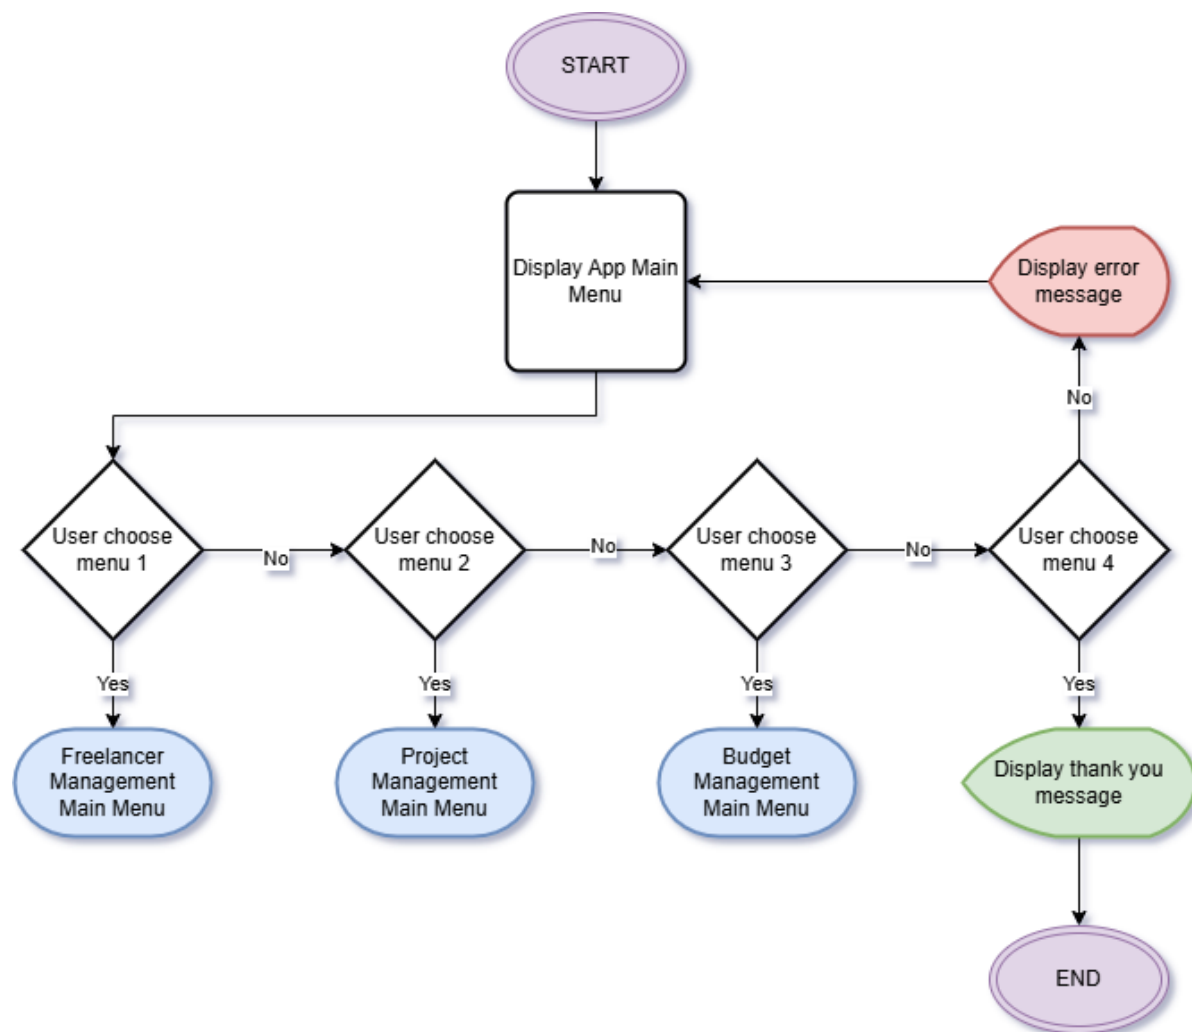 START
Display App Main
Menu
Display error
message
No
User choose
menu 1
No
User choose
menu 2
No
User choose
menu 3
No
User choose
menu 4
Yes
Yes
Yes
Yes
Freelancer
Management
Main Menu
Project
Management
Main Menu
Budget
Management
Main Menu
Display thank you
message
END